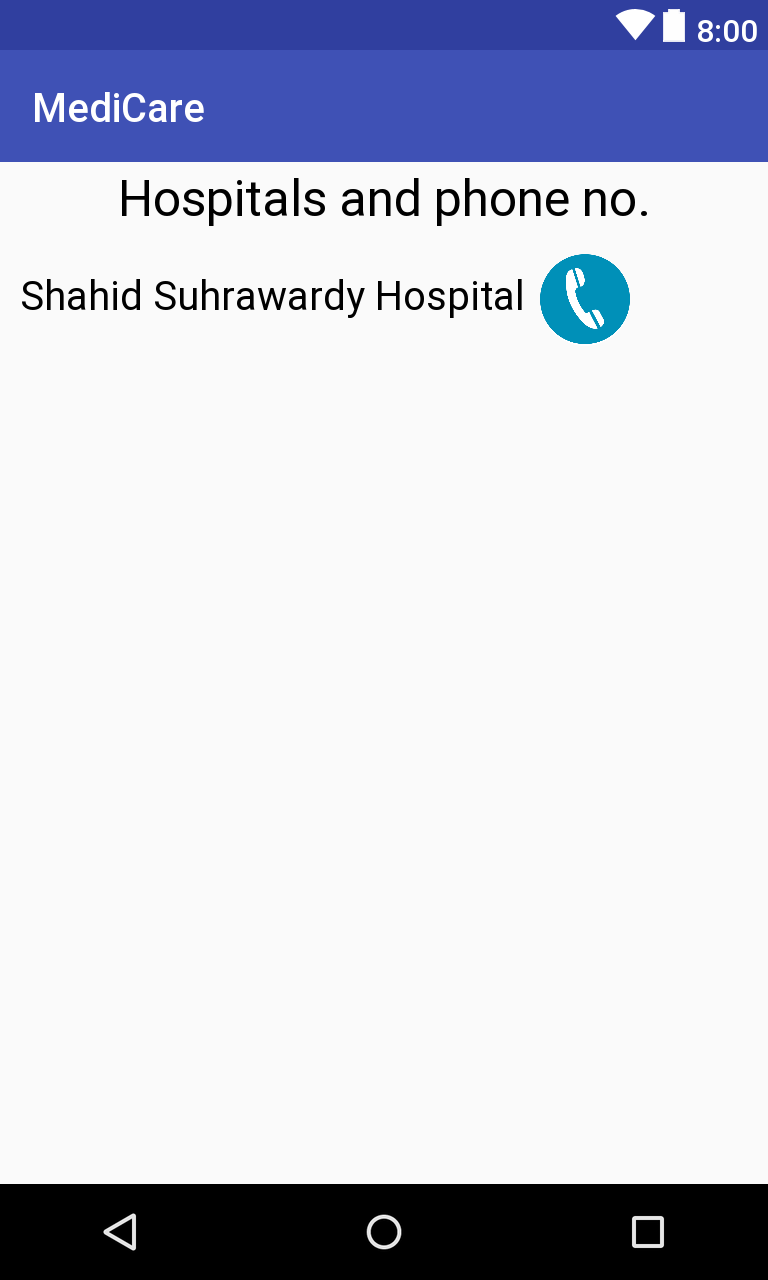 8:00
MediCare
Hospitals and phone no.
Shahid Suhrawardy Hospital